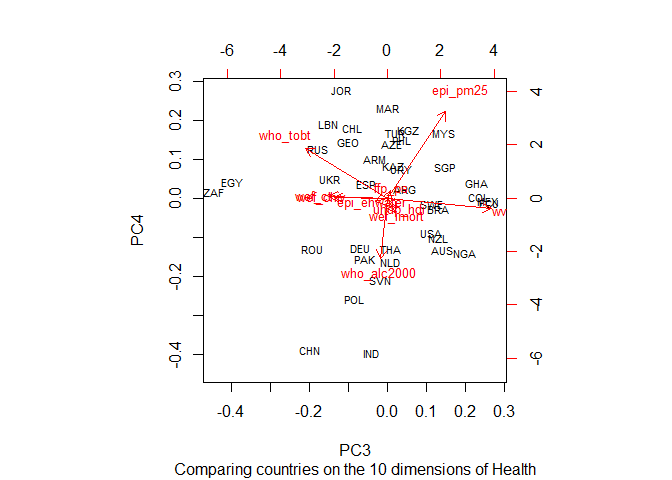 -6 -4 -2 0 2 4
JOR epi_pm25
0.3 4
MAR
LBN CHL TUR KGZ MYS
0.2 2
who_tobt GEO PHL
RUS AZE
ARM
0.1 KAZ SGP
UKR ESP GHA
EGY
ZAF ARG
0.0 0
epi_env
wef_imort BRA
USA
NZL
ROU DEU THA AUS NGA
-0.2 PAK NLD -2
who_alc2000
SVN
POL
-4
CHN IND
-0.4 -6
-0.4 -0.2 0.0 0.1 0.2 0.3
PC4
PC3
Comparing countries on the 10 dimensions of Health